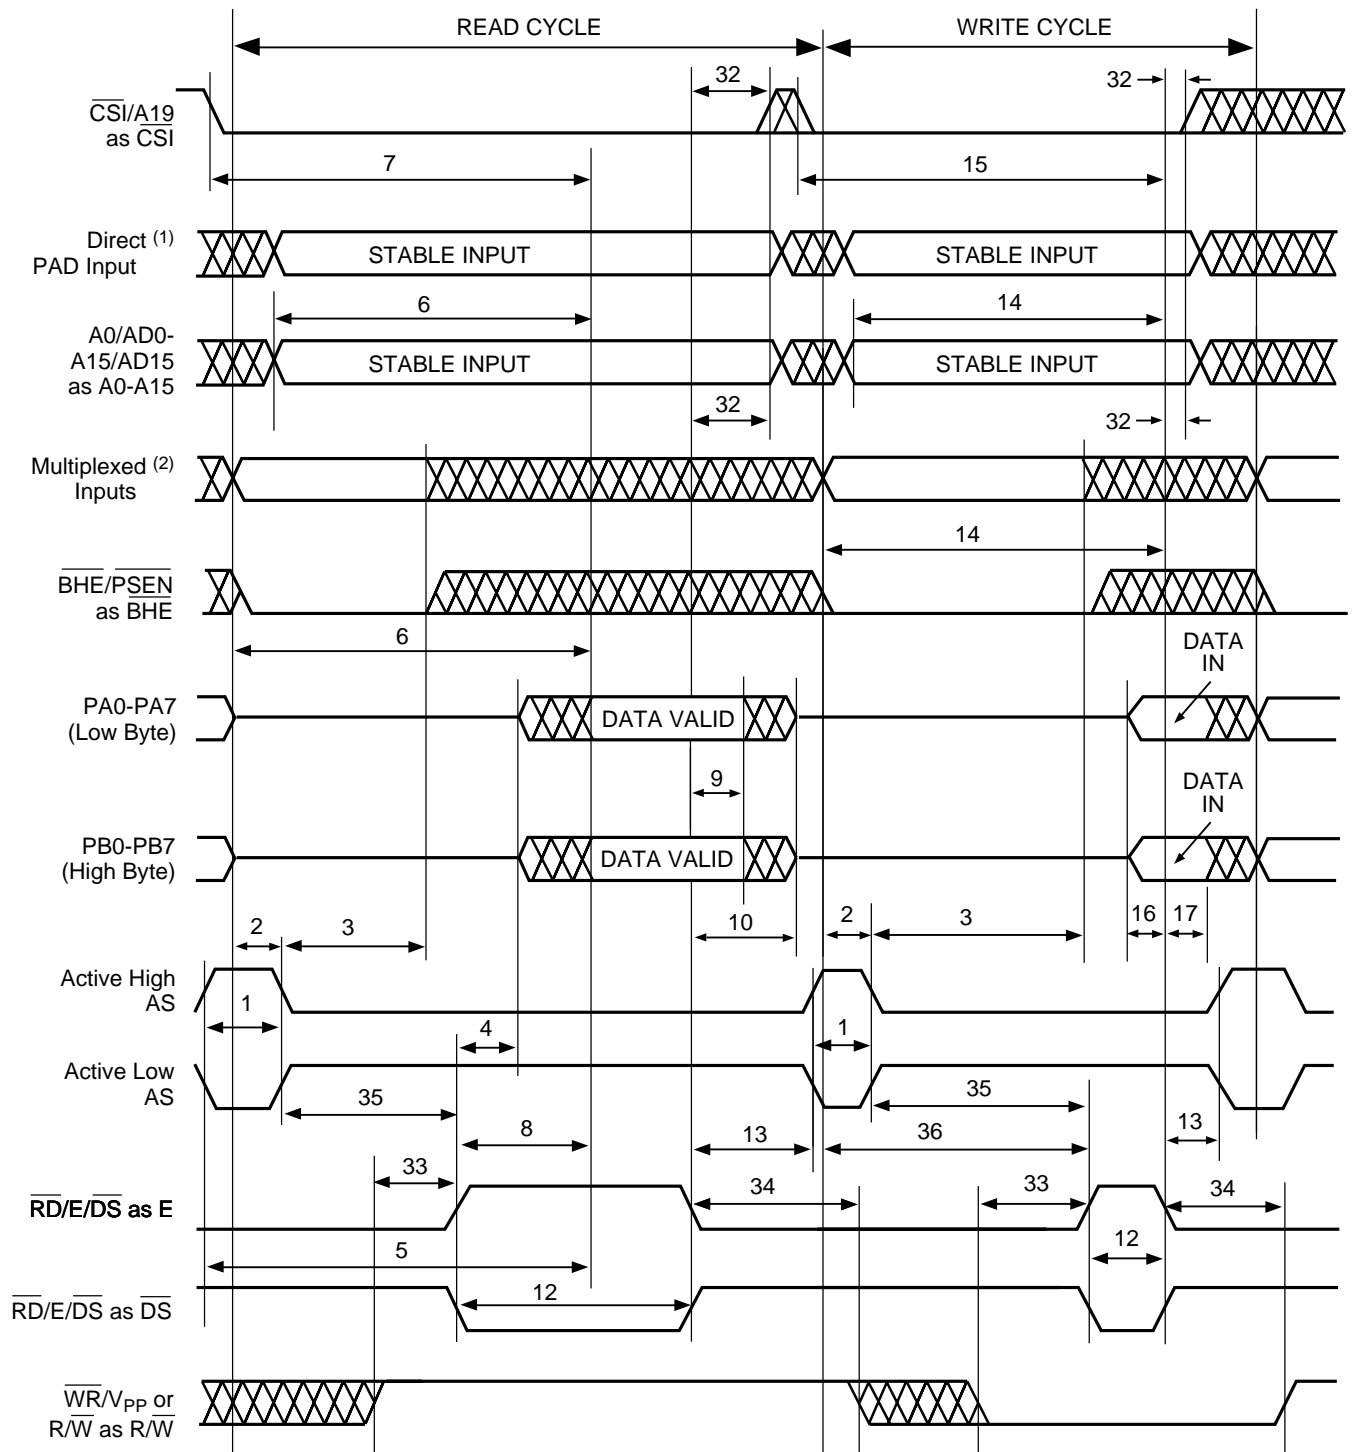 READ CYCLE
WRITE CYCLE
32
32
CSI/A19
as CSI
7
15
Direct (1)
PAD Input
STABLE INPUT
STABLE INPUT
6
14
A0/AD0-
A15/AD15
as A0-A15
STABLE INPUT
STABLE INPUT
32
32
Multiplexed (2)
Inputs
14
BHE/PSEN
as BHE
6
DATA
IN
PA0-PA7
(Low Byte)
DATA VALID
9
DATA
IN
PB0-PB7
(High Byte)
DATA VALID
2
3
10
2
3
16
17
Active High
AS
1
4
1
Active Low
AS
35
35
8
13
36
13
33
34
33
34
RD/E/DS as E
5
12
12
RD/E/DS as DS
WR/VPP or
R/W as R/W